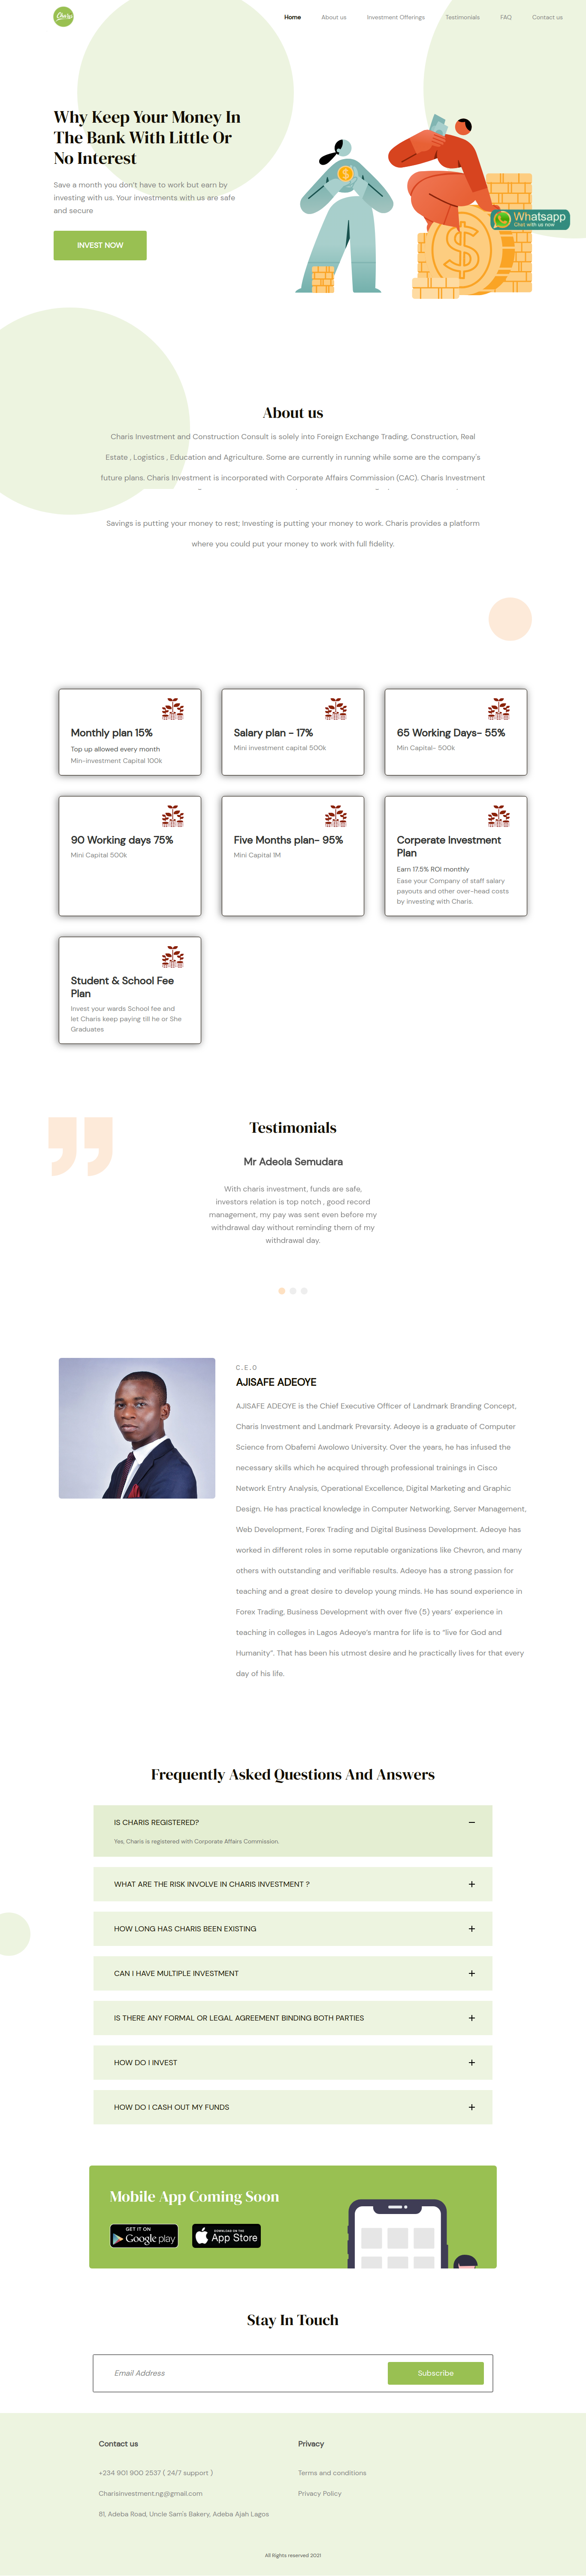 Charis
Home
About us
Investment Offerings
Testimonials
FAQ
Contact us
Why Keep Your Money In
The Bank With Little Or
No Interest
Save a month you don't have to work but earn by
investing with us. Your investments with us are safe
and secure
INVEST NOW
Whatsapp
Chat with us now
About us
Charis Investment and Construction Consult is solely into Foreign Exchange Trading, Construction, Real
Estate , Logistics , Education and Agriculture. Some are currently in running while some are the company's
future plans. Charis Investment is incorporated with Corporate Affairs Commission (CAC). Charis Investment
Savings is putting your money to rest; Investing is putting your money to work. Charis provides a platform
where you could put your money to work with full fidelity.
Monthly plan 15%
Top up allowed every month
Min-investment Capital 100k
Salary plan - 17%
Mini investment capital 500k
65 Working Days- 55%
Min Capital- 500k
90 Working days 75%
Mini Capital 500k
Five Months plan- 95%
Mini Capital 1M
Corperate Investment
Plan
Earn 17.5% ROI monthly
Ease your Company of staff salary
payouts and other over-head costs
by investing with Charis.
Student & School Fee
Plan
Invest your wards School fee and
let Charis keep paying till he or She
Graduates
Testimonials
Mr Adeola Semudara
With charis investment, funds are safe,
investors relation is top notch , good record
management, my pay was sent even before my
withdrawal day without reminding them of my
withdrawal day.
C.E.O
AJISAFE ADEOYE
AJISAFE ADEOYE is the Chief Executive Officer of Landmark Branding Concept,
Charis Investment and Landmark Prevarsity. Adeoye is a graduate of Computer
Science from Obafemi Awolowo University. Over the years, he has infused the
necessary skills which he acquired through professional trainings in Cisco
Network Entry Analysis, Operational Excellence, Digital Marketing and Graphic
Design. He has practical knowledge in Computer Networking, Server Management,
Web Development, Forex Trading and Digital Business Development. Adeoye has
worked in different roles in some reputable organizations like Chevron, and many
others with outstanding and verifiable results. Adeoye has a strong passion for
teaching and a great desire to develop young minds. He has sound experience in
Forex Trading, Business Development with over five (5) years' experience in
teaching in colleges in Lagos Adeoye's mantra for life is to "live for God and
Humanity". That has been his utmost desire and he practically lives for that every
day of his life.
Frequently Asked Questions And Answers
IS CHARIS REGISTERED?
Yes, Charis is registered with Corporate Affairs Commission.
WHAT ARE THE RISK INVOLVE IN CHARIS INVESTMENT ?
HOW LONG HAS CHARIS BEEN EXISTING
CAN I HAVE MULTIPLE INVESTMENT
IS THERE ANY FORMAL OR LEGAL AGREEMENT BINDING BOTH PARTIES
HOW DO I INVEST
HOW DO I CASH OUT MY FUNDS
Mobile App Coming Soon
GET IT ON
Google play
Download on the
App Store
Stay In Touch
Email Address
Subscribe
Contact us
+234 901 900 2537 ( 24/7 support )
Charisinvestment.ng@gmail.com
81, Adeba Road, Uncle Sam's Bakery, Adeba Ajah Lagos
Privacy
Terms and conditions
Privacy Policy
All Rights reserved 2021